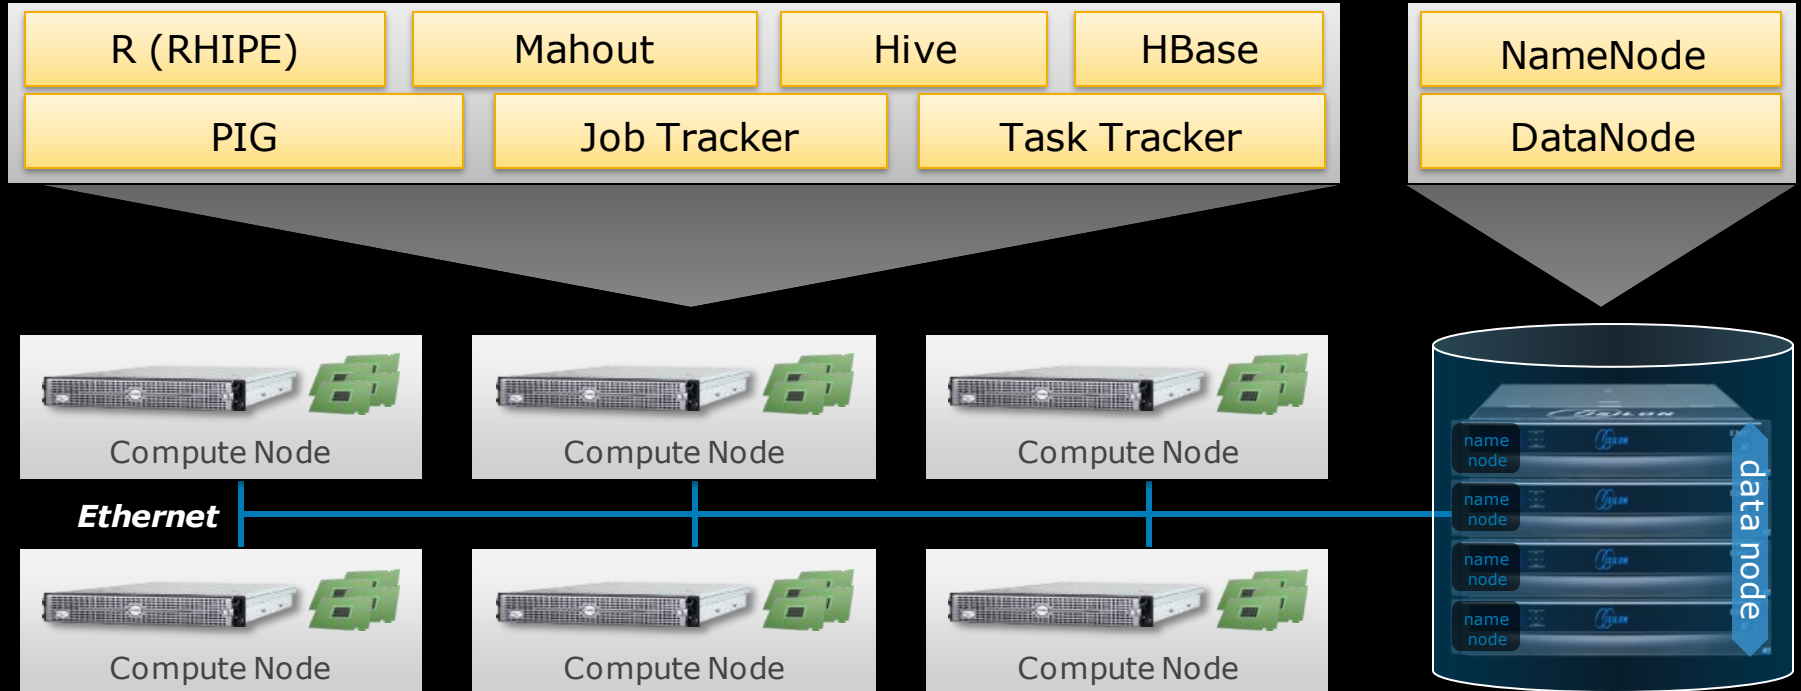 R (RHIPE)
Mahout
Hive
HBase
NameNode
PIG
Job Tracker
Task Tracker
DataNode
Compute Node
Compute Node
Compute Node
Ethernet
Compute Node
Compute Node
Compute Node
ISILON
name
node
name
node
name
node
name
node
data node